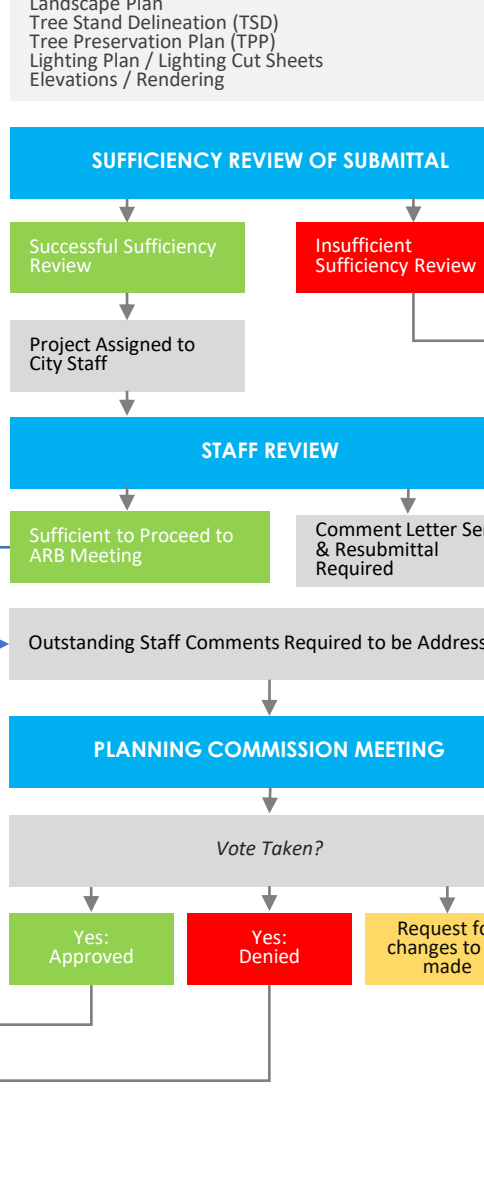 Landscape Plan
Tree Stand Delineation (TSD)
Tree Preservation Plan (TPP)
Lighting Plan / Lighting Cut Sheets
Elevations / Rendering
SUFFICIENCY REVIEW OF SUBMITTAL
Successful Sufficiency
Review
Insufficient
Sufficiency Review
Project Assigned to
City Staff
STAFF REVIEW
Sufficient to Proceed to
ARB Meeting
Comment Letter
& Resubmittal
Required
Outstanding Staff Comments Required to be
PLANNING COMMISSION MEETING
Vote Taken?
Yes:
Approved
Yes:
Denied
Request
changes to
made